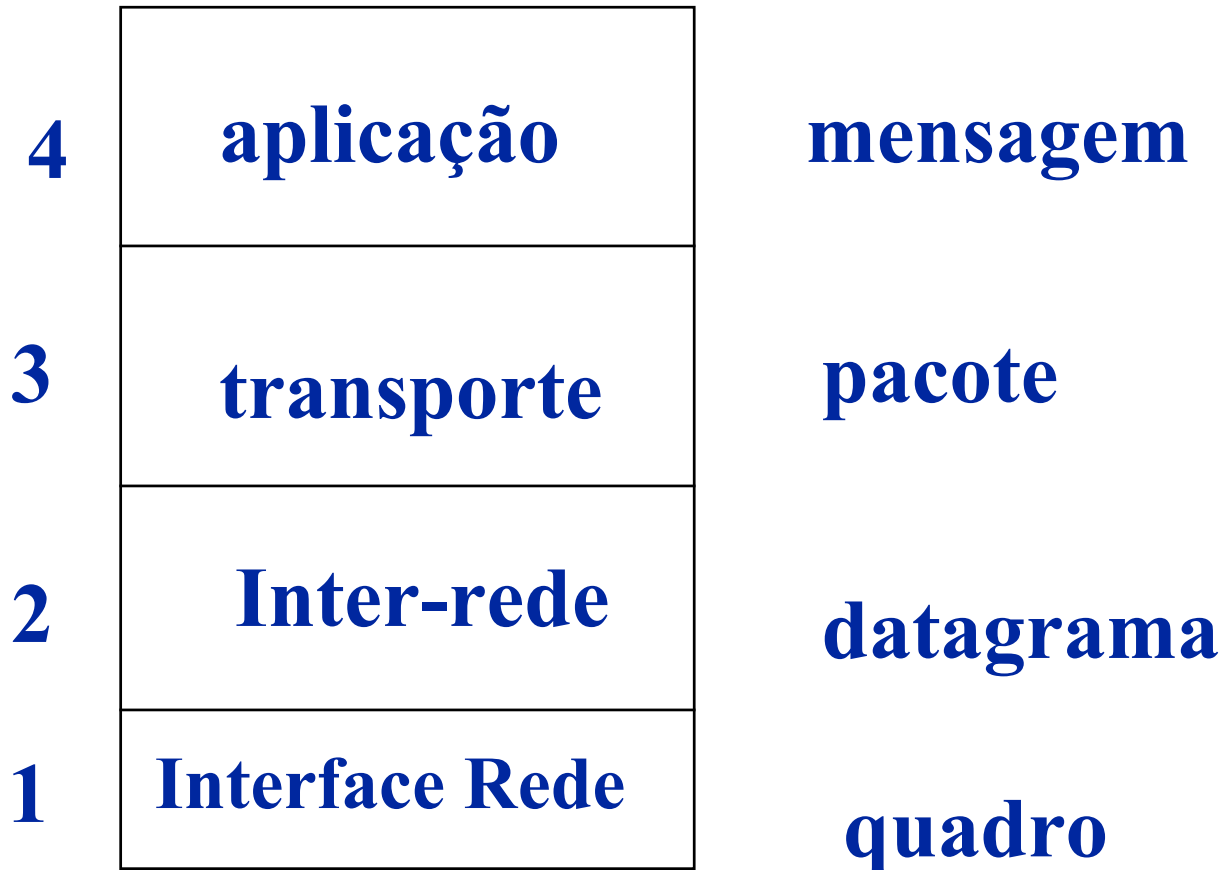 4 aplicação mensagem
3 transporte pacote
2 Inter-rede datagrama
1 Interface Rede quadro